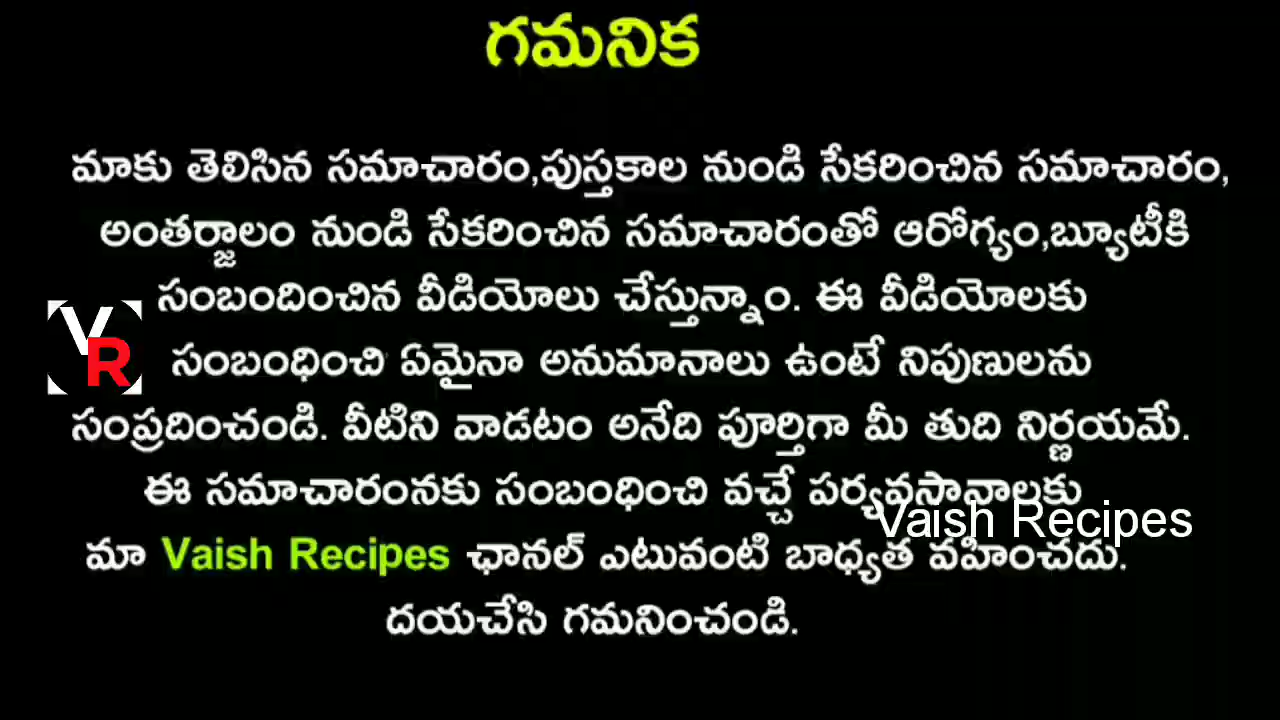 గమనిక
మాకు తెలిసిన సమాచారం,పుస్తకాల నుండి సేకరించిన సమాచారం,
అంతర్జాలం నుండి సేకరించిన సమాచారంతో ఆరోగ్యం,బ్యూటీకి
సంబందించిన వీడియోలు చేస్తున్నాం. ఈ వీడియోలకు
VR
సంబంధించి ఏమైనా అనుమానాలు ఉంటే నిపుణులను
సంప్రదించండి. వీటిని వాడటం అనేది పూర్తిగా మీ తుది నిర్ణయమే.
ఈ సమాచారంనకు సంబంధించి వచ్చే పర్యవసానాలకు
Vaish Recipes
మా Vaish Recipes ఛానల్ ఎటువంటి బాధ్యత వహించదు.
దయచేసి గమనించండి.